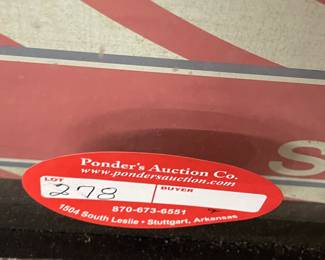 S
Ponder's Auction Co.
www.pondersauction.com
LOT
BUYER
278
870-673-6551
1504 South Leslie • Stuttgart, Arkansas